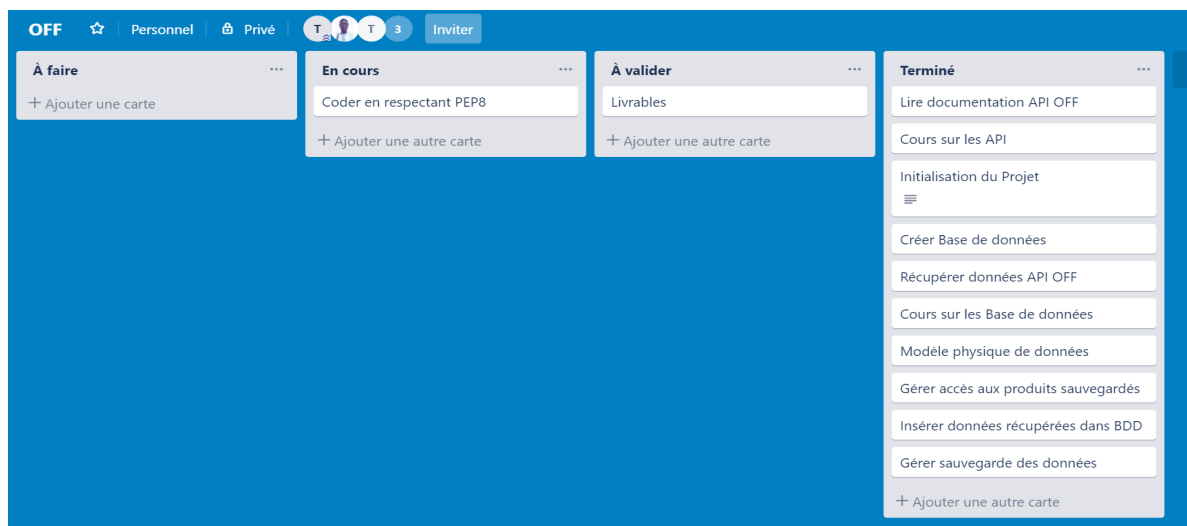 OFF Personnel Privé T T 3 Inviter
À faire
+ Ajouter une carte
En cours
Coder en respectant PEP8
+ Ajouter une autre carte
À valider
Livrables
+ Ajouter une autre carte
Terminé
Lire documentation API OFF
Cours sur les API
Initialisation du Projet
Créer Base de données
Récupérer données API OFF
Cours sur les Base de données
Modèle physique de données
Gérer accès aux produits sauvegardés
Insérer données récupérées dans BDD
Gérer sauvegarde des données
+ Ajouter une autre carte